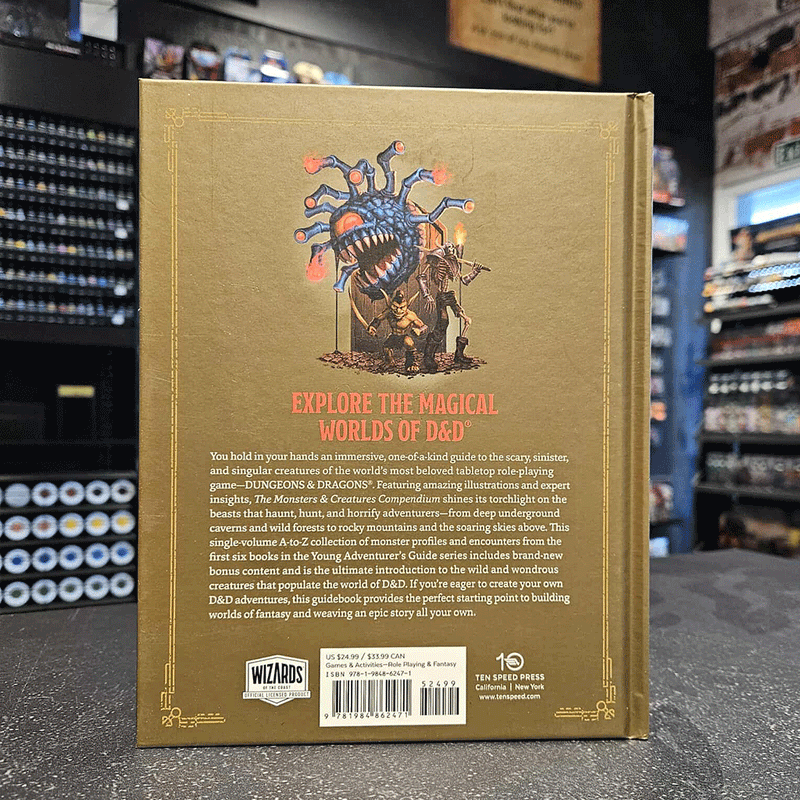 EXPLORE THE MAGICAL
WORLDS OF D&D®
You hold in your hands an immersive, one-of-a-kind guide to the scary, sinister,
and singular creatures of the world's most beloved tabletop role-playing
game—DUNGEONS & DRAGONS®. Featuring amazing illustrations and expert
insights, The Monsters & Creatures Compendium shines its torchlight on the
beasts that haunt, hunt, and horrify adventurers—from deep underground
caverns and wild forests to rocky mountains and the soaring skies above. This
single-volume A-to-Z collection of monster profiles and encounters from the
first six books in the Young Adventurer's Guide series includes brand-new
bonus content and is the ultimate introduction to the wild and wondrous
creatures that populate the world of D&D. If you're eager to create your own
D&D adventures, this guidebook provides the perfect starting point to building
worlds of fantasy and weaving an epic story all your own.
WIZARDS
OF THE COAST
OFFICIAL LICENSED PRODUCT
US $24.99 / $33.99 CAN
Games & Activities—Role Playing & Fantasy
ISBN 978-1-9848-6247-1
52499
9 781984 862471
10
TEN SPEED PRESS
California | New York
www.tenspeed.com